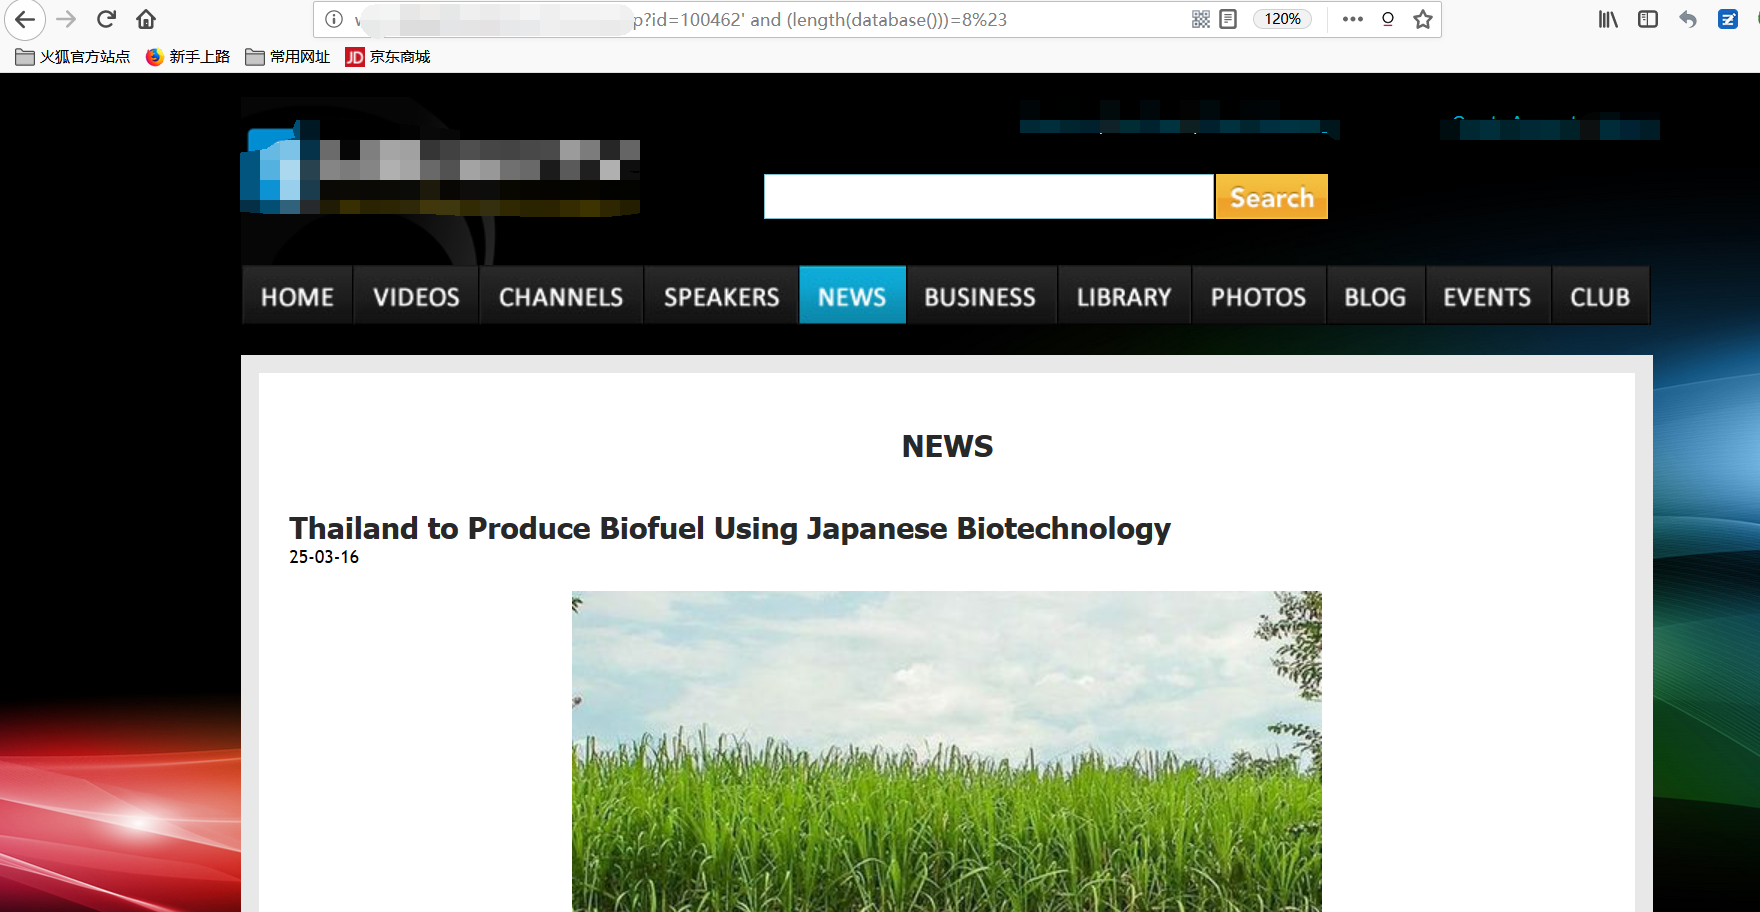 p?id=100462' and (length(database()))=8%23
120%
火狐官方站点 新手上路 常用网址 JD 京东商城
Search
HOME VIDEOS CHANNELS SPEAKERS NEWS BUSINESS LIBRARY PHOTOS BLOG EVENTS CLUB
NEWS
Thailand to Produce Biofuel Using Japanese Biotechnology
25-03-16